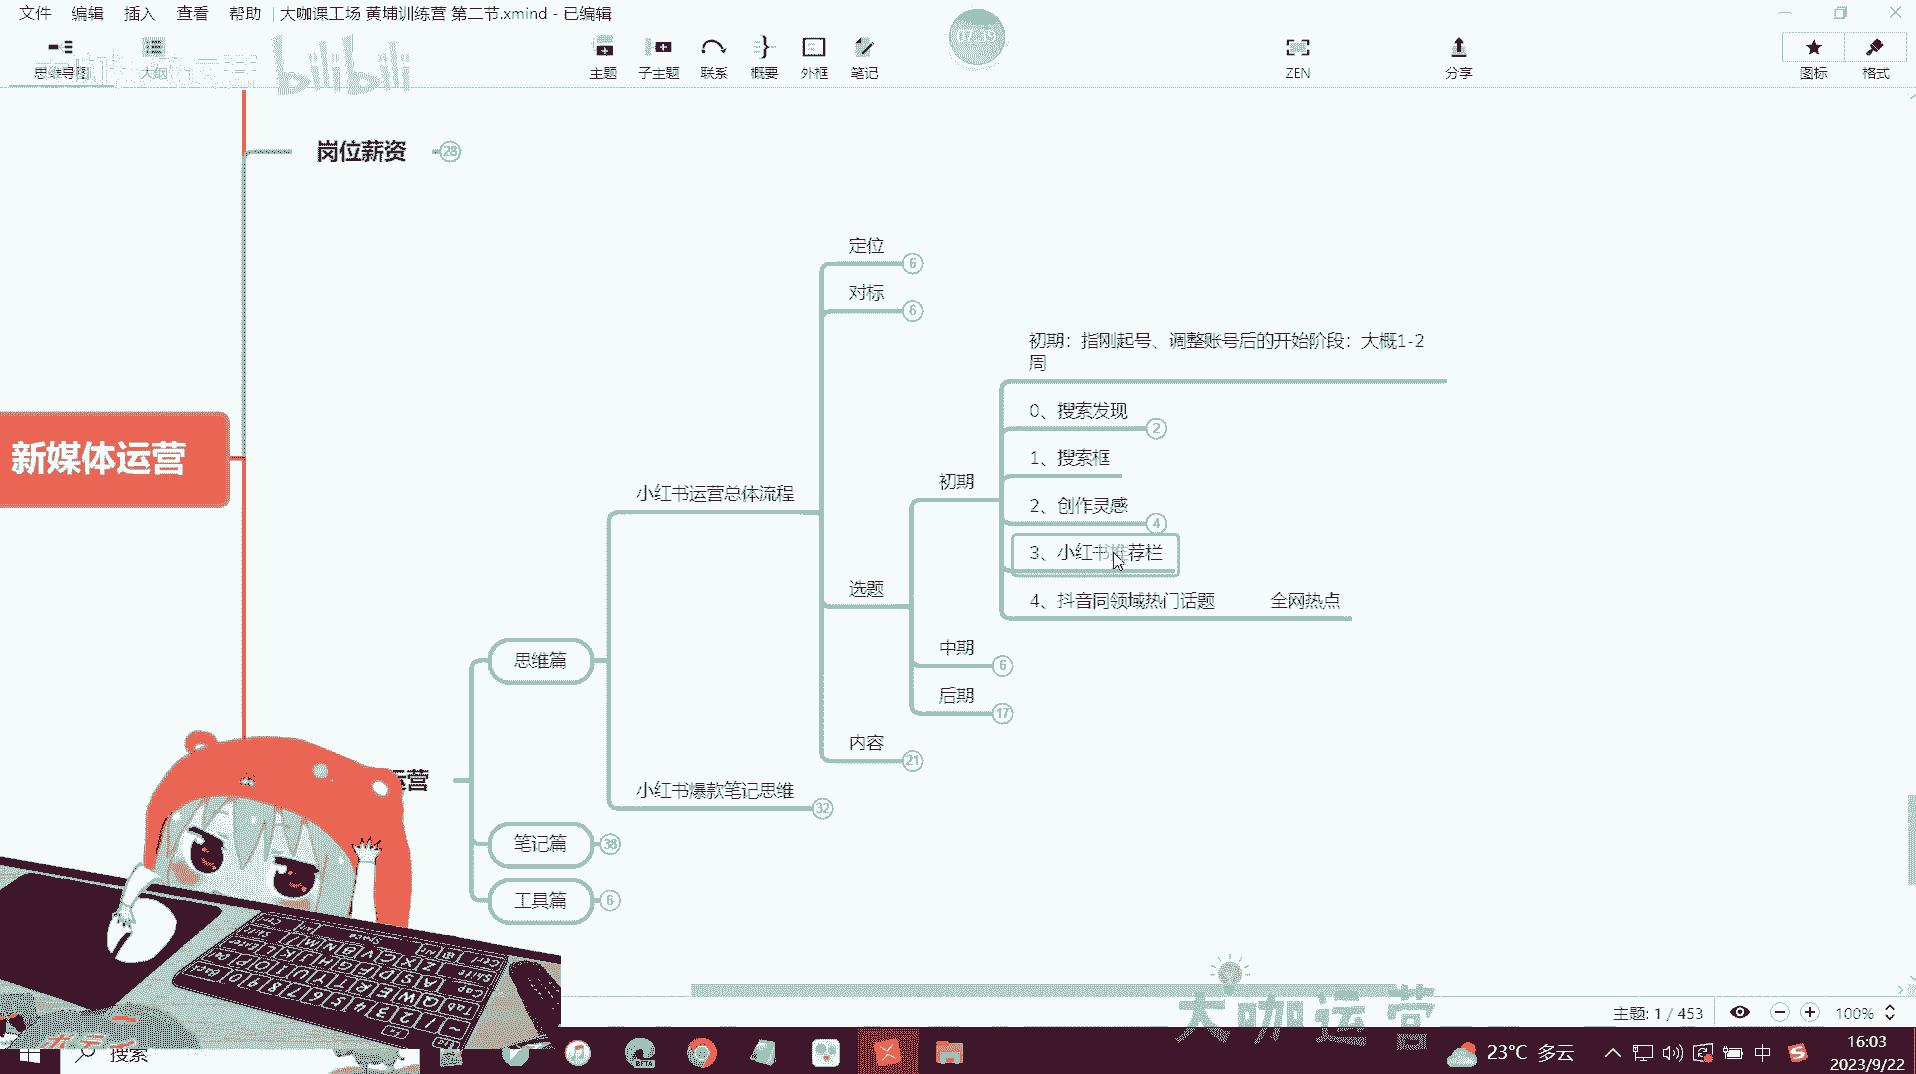 文件 编辑 插入 查看 帮助 大咖课工场 黄埔训练营 第二节.xmind - 已编辑
思维导图 大纲 主题 子主题 联系 概要 外框 笔记 ZEN 分享 图标 格式
bilibili
07:39
岗位薪资 28
定位 6
对标 6
初期：指刚起号、调整账号后的开始阶段：大概1-2
周
0、搜索发现 2
1、搜索框
初期
2、创作灵感 4
3、小红书推荐栏
4、抖音同领域热门话题 全网热点
新媒体运营
小红书运营总体流程
选题
中期 6
后期 17
思维篇
内容 21
小红书爆款笔记思维 32
运营
笔记篇 38
工具篇 6
大咖运营
主题: 1 / 453 100%
搜索
23°C 多云 中 16:03
2023/9/22